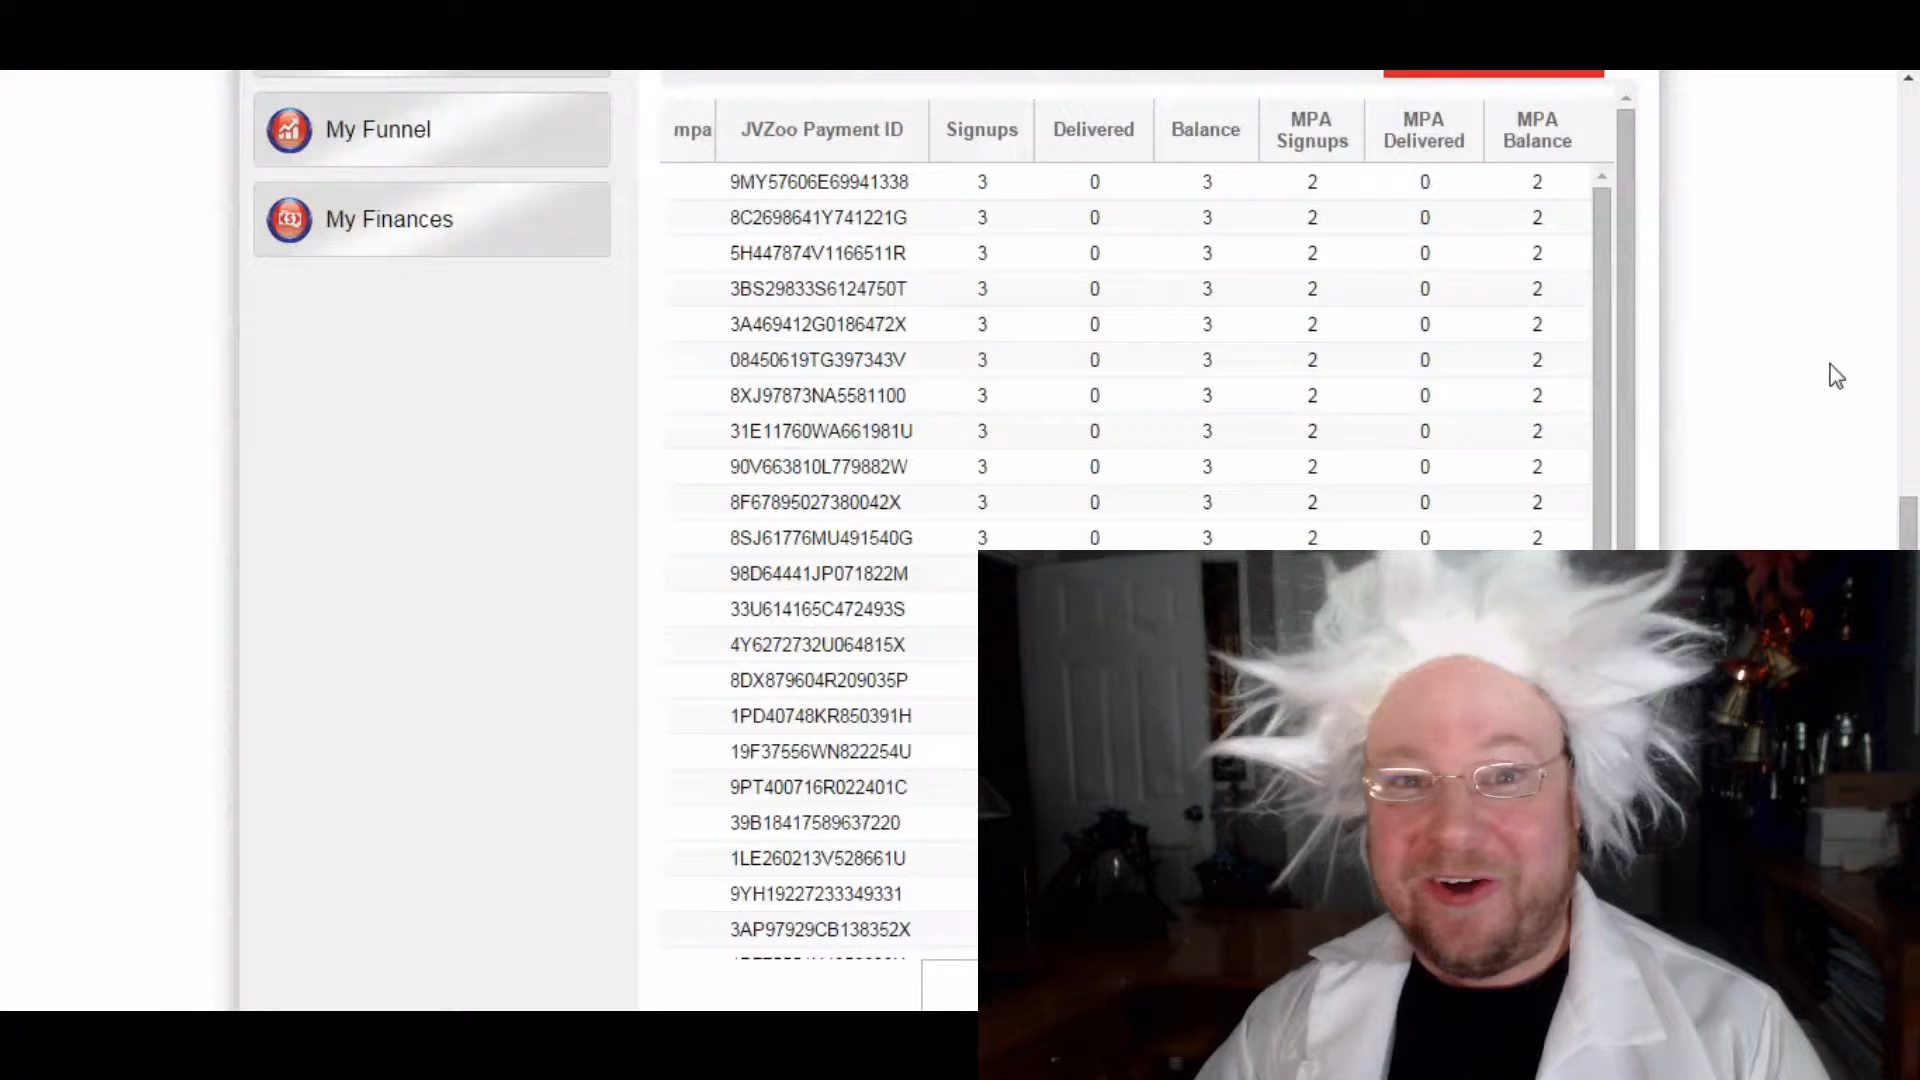 My Funnel
My Finances
mpa JVZoo Payment ID Signups Delivered Balance MPA Signups MPA Delivered MPA Balance
9MY57606E69941338 3 0 3 2 0 2
8C2698641Y741221G 3 0 3 2 0 2
5H447874V1166511R 3 0 3 2 0 2
3BS29833S6124750T 3 0 3 2 0 2
3A469412G0186472X 3 0 3 2 0 2
08450619TG397343V 3 0 3 2 0 2
8XJ97873NA5581100 3 0 3 2 0 2
31E11760WA661981U 3 0 3 2 0 2
90V663810L779882W 3 0 3 2 0 2
8F67895027380042X 3 0 3 2 0 2
8SJ61776MU491540G 3 0 3 2 0 2
98D64441JP071822M
33U614165C472493S
4Y6272732U064815X
8DX879604R209035P
1PD40748KR850391H
19F37556WN822254U
9PT400716R022401C
39B18417589637220
1LE260213V528661U
9YH19227233349331
3AP97929CB138352X